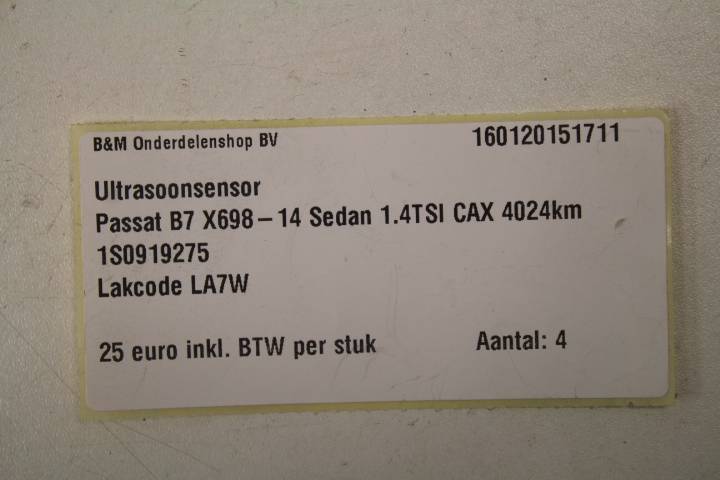 B&M Onderdelenshop BV 160120151711
Ultrasoonsensor
Passat B7 X698-14 Sedan 1.4TSI CAX 4024km
1S0919275
Lakcode LA7W
25 euro inkl. BTW per stuk Aantal: 4